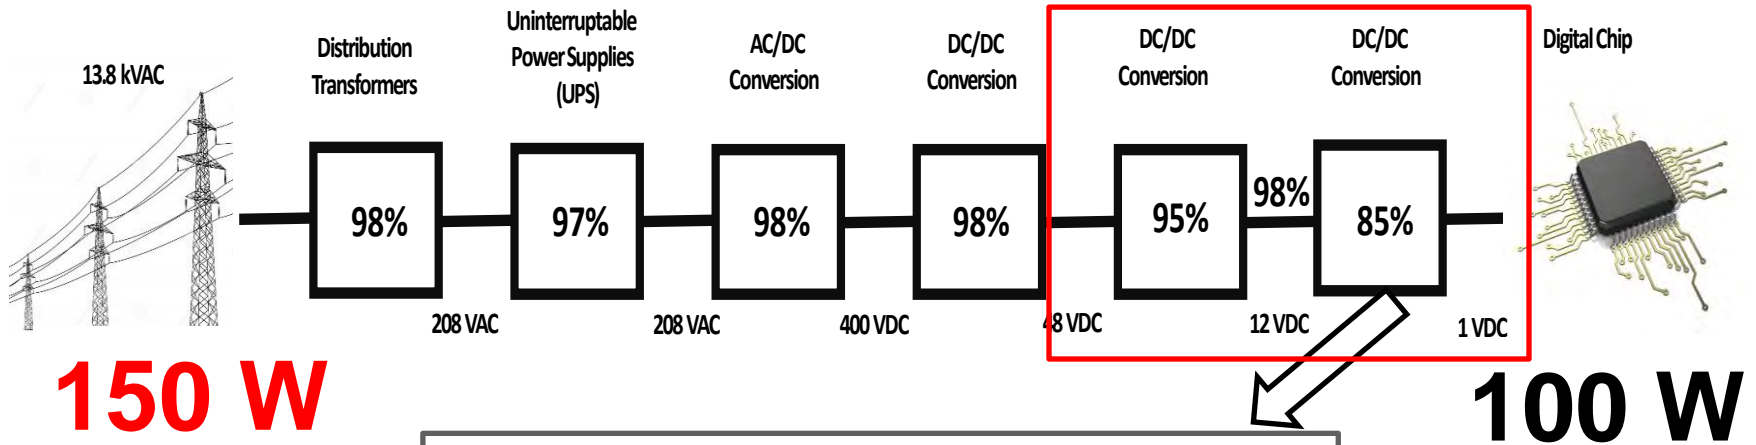 13.8 kVAC
Distribution
Transformers
Uninterruptable
Power Supplies
(UPS)
AC/DC
Conversion
DC/DC
Conversion
DC/DC
Conversion
DC/DC
Conversion
Digital Chip
98%
97%
98%
98%
95%
98%
85%
208 VAC
208 VAC
400 VDC
48 VDC
12 VDC
1 VDC
150 W
100 W